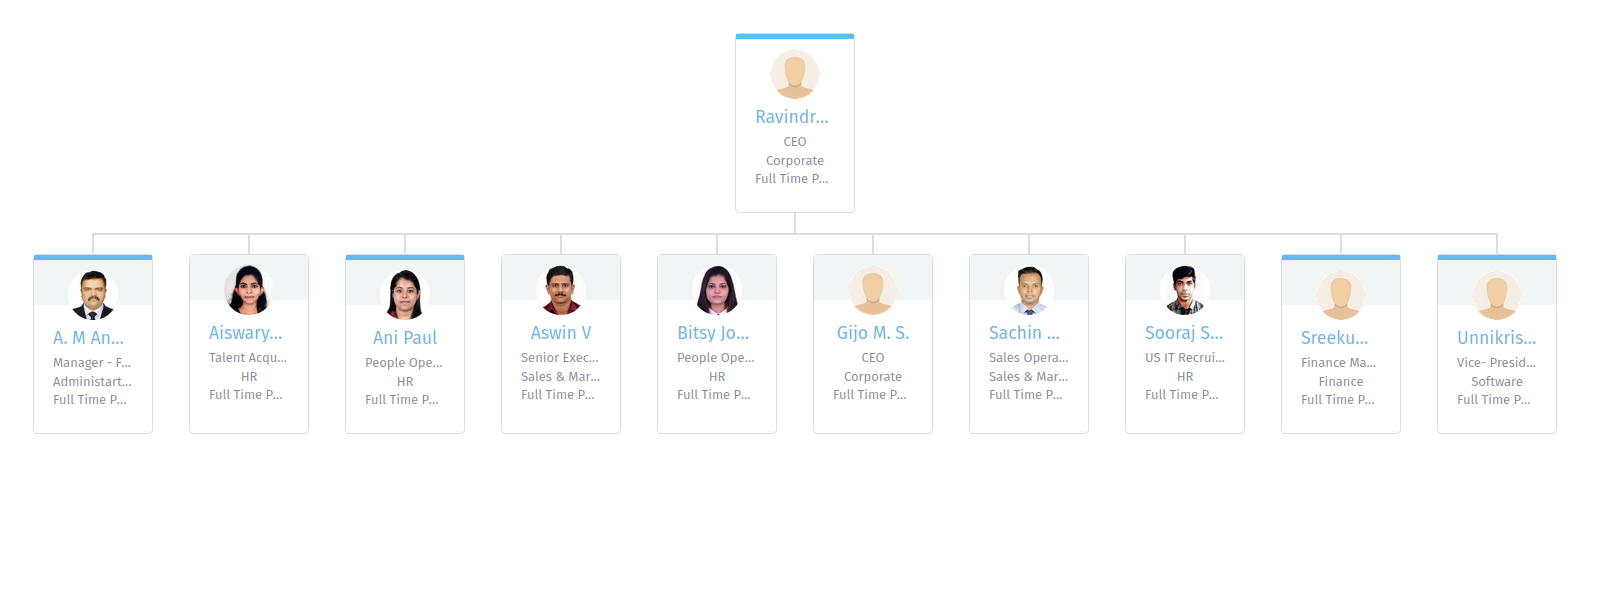 Ravindr...
CEO
Corporate
Full Time P...
A. M An...
Manager - F...
Administart...
Full Time P...
Aiswary...
Talent Acqu...
HR
Full Time P...
Ani Paul
People Ope...
HR
Full Time P...
Aswin V
Senior Exec...
Sales & Mar...
Full Time P...
Bitsy Jo...
People Ope...
HR
Full Time P...
Gijo M. S.
CEO
Corporate
Full Time P...
Sachin ...
Sales Opera...
Sales & Mar...
Full Time P...
Sooraj S...
US IT Recrui...
HR
Full Time P...
Sreeku...
Finance Ma...
Finance
Full Time P...
Unnikris...
Vice- Presid...
Software
Full Time P...